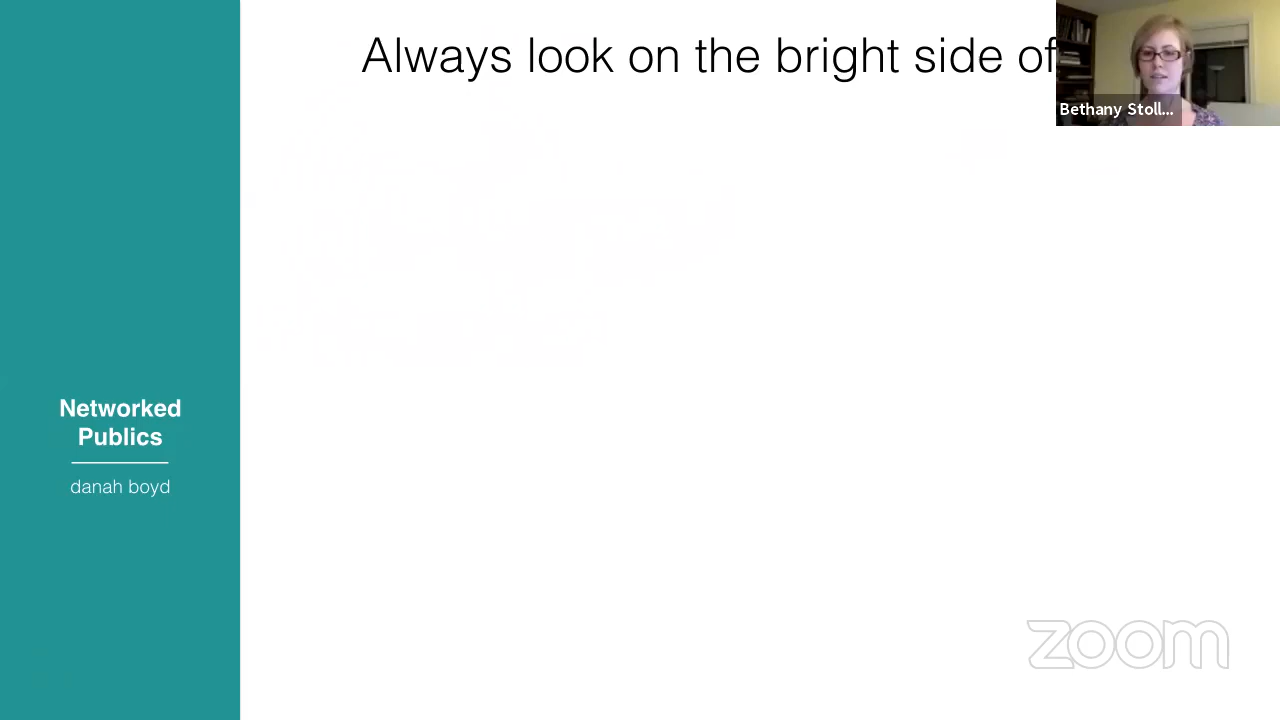 Always look on the bright side of
Bethany Stoll...
Networked
Publics
danah boyd
zoom